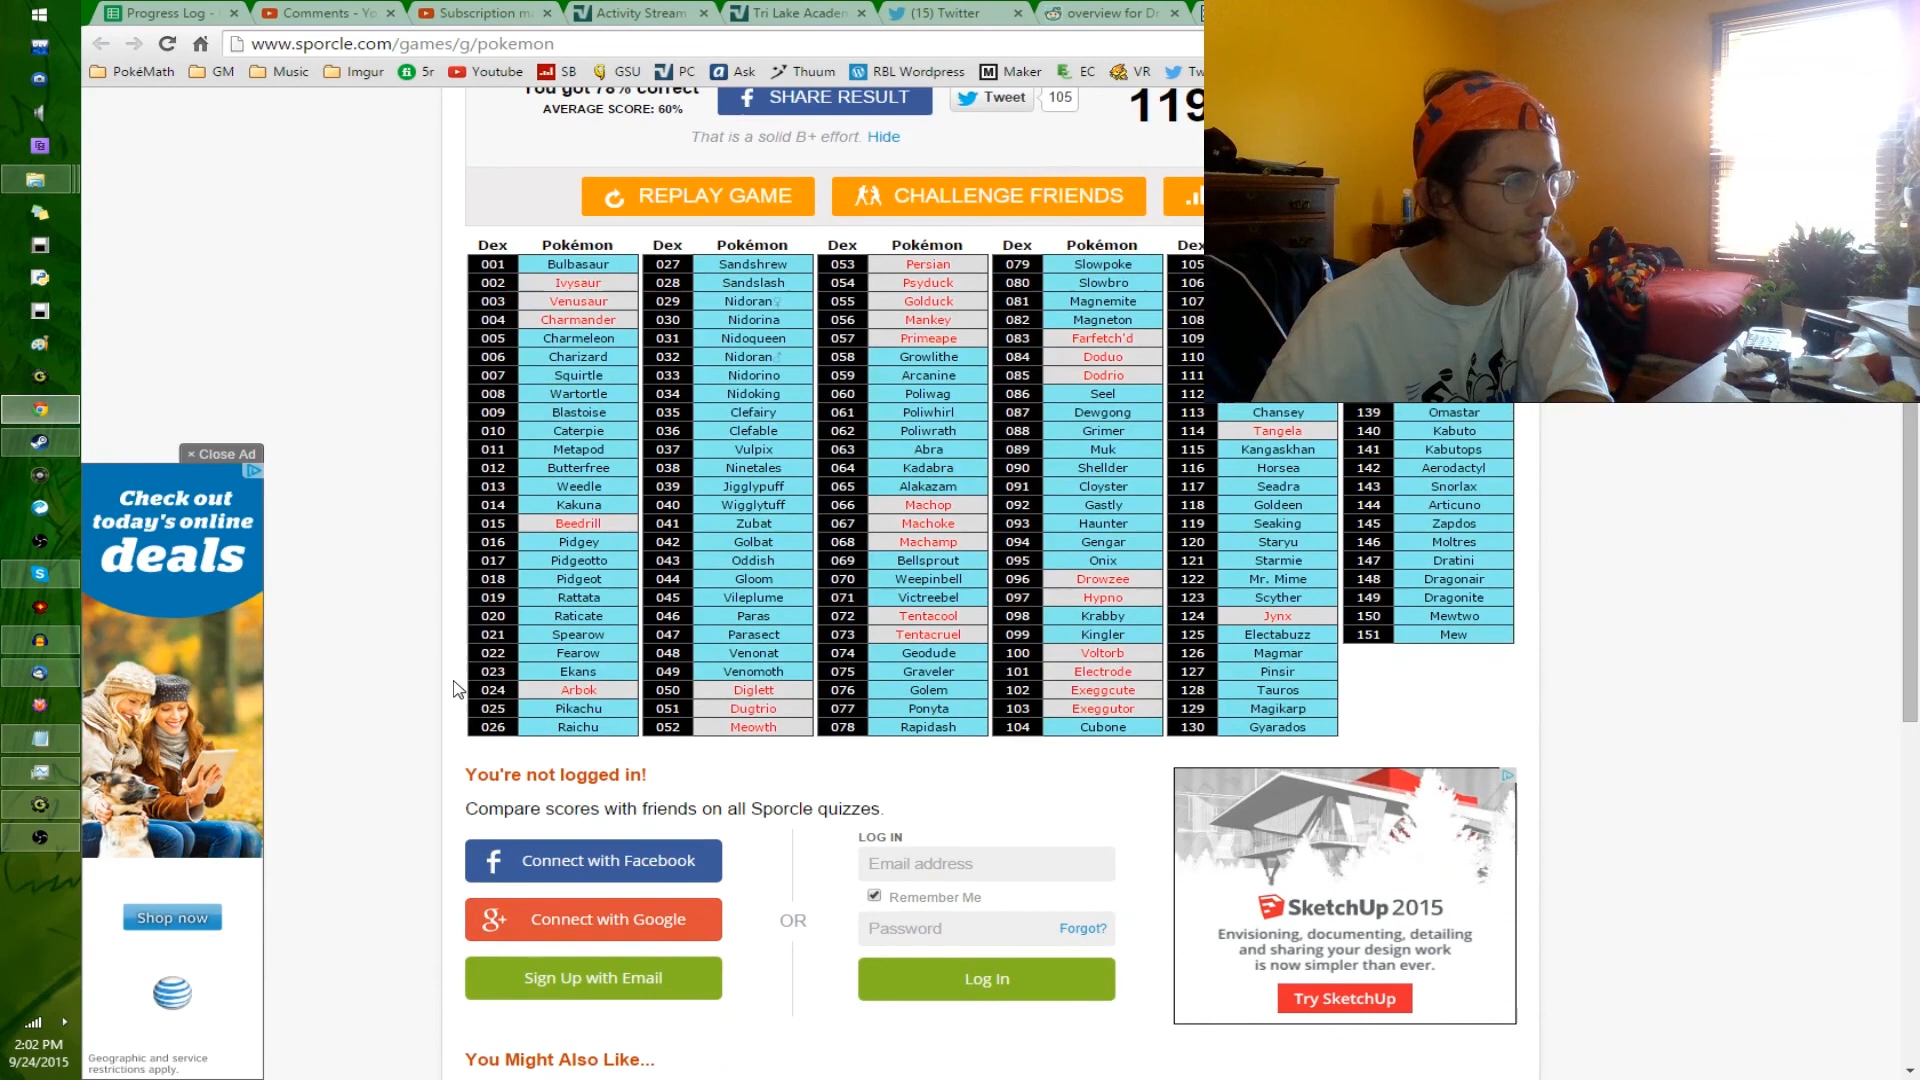 Progress Log -
Comments - Yo
Subscription ma
Activity Stream
Tri Lake Academ
(15) Twitter
overview for Dr
www.sporcle.com/games/g/pokemon
PokéMath GM Music Imgur 5r Youtube SB GSU PC Ask Thuum RBL Wordpress Maker EC VR Tw
You got 78% correct
AVERAGE SCORE: 60%
SHARE RESULT
Tweet 105
119
That is a solid B+ effort. Hide
REPLAY GAME
CHALLENGE FRIENDS
Dex Pokémon Dex Pokémon Dex Pokémon Dex Pokémon Dex
001 Bulbasaur 027 Sandshrew 053 Persian 079 Slowpoke 105
002 Ivysaur 028 Sandslash 054 Psyduck 080 Slowbro 106
003 Venusaur 029 Nidoran♀ 055 Golduck 081 Magnemite 107
004 Charmander 030 Nidorina 056 Mankey 082 Magneton 108
005 Charmeleon 031 Nidoqueen 057 Primeape 083 Farfetch'd 109
006 Charizard 032 Nidoran♂ 058 Growlithe 084 Doduo 110
007 Squirtle 033 Nidorino 059 Arcanine 085 Dodrio 111
008 Wartortle 034 Nidoking 060 Poliwag 086 Seel 112
009 Blastoise 035 Clefairy 061 Poliwhirl 087 Dewgong 113 Chansey 139 Omastar
010 Caterpie 036 Clefable 062 Poliwrath 088 Grimer 114 Tangela 140 Kabuto
011 Metapod 037 Vulpix 063 Abra 089 Muk 115 Kangaskhan 141 Kabutops
012 Butterfree 038 Ninetales 064 Kadabra 090 Shellder 116 Horsea 142 Aerodactyl
013 Weedle 039 Jigglypuff 065 Alakazam 091 Cloyster 117 Seadra 143 Snorlax
014 Kakuna 040 Wigglytuff 066 Machop 092 Gastly 118 Goldeen 144 Articuno
015 Beedrill 041 Zubat 067 Machoke 093 Haunter 119 Seaking 145 Zapdos
016 Pidgey 042 Golbat 068 Machamp 094 Gengar 120 Staryu 146 Moltres
017 Pidgeotto 043 Oddish 069 Bellsprout 095 Onix 121 Starmie 147 Dratini
018 Pidgeot 044 Gloom 070 Weepinbell 096 Drowzee 122 Mr. Mime 148 Dragonair
019 Rattata 045 Vileplume 071 Victreebel 097 Hypno 123 Scyther 149 Dragonite
020 Raticate 046 Paras 072 Tentacool 098 Krabby 124 Jynx 150 Mewtwo
021 Spearow 047 Parasect 073 Tentacruel 099 Kingler 125 Electabuzz 151 Mew
022 Fearow 048 Venonat 074 Geodude 100 Voltorb 126 Magmar
023 Ekans 049 Venomoth 075 Graveler 101 Electrode 127 Pinsir
024 Arbok 050 Diglett 076 Golem 102 Exeggcute 128 Tauros
025 Pikachu 051 Dugtrio 077 Ponyta 103 Exeggutor 129 Magikarp
026 Raichu 052 Meowth 078 Rapidash 104 Cubone 130 Gyarados
× Close Ad
Check out
today's online
deals
Shop now
Geographic and service
restrictions apply.
You're not logged in!
Compare scores with friends on all Sporcle quizzes.
Connect with Facebook
Connect with Google
Sign Up with Email
OR
LOG IN
Email address
Remember Me
Password Forgot?
Log In
SketchUp 2015
Envisioning, documenting, detailing
and sharing your design work
is now simpler than ever.
Try SketchUp
You Might Also Like...
2:02 PM
9/24/2015